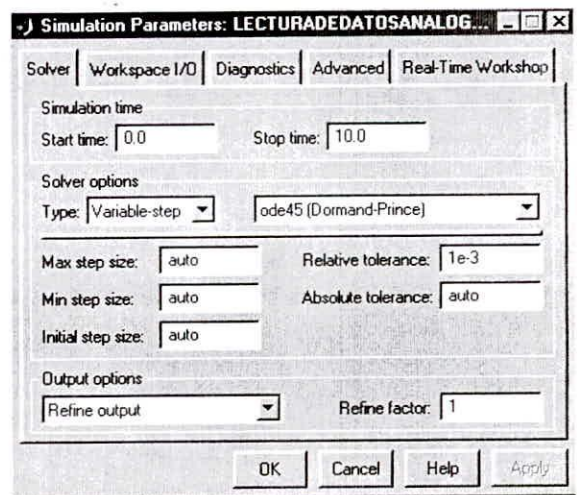 Simulation Parameters: LECTURADEDATOSANALOG...
Solver Workspace I/O Diagnostics Advanced Real-Time Workshop
Simulation time
Start time: 0.0 Stop time: 10.0
Solver options
Type: Variable-step ode45 (Dormand-Prince)
Max step size: auto Relative tolerance: 1e-3
Min step size: auto Absolute tolerance: auto
Initial step size: auto
Output options
Refine output Refine factor: 1
OK Cancel Help Apply